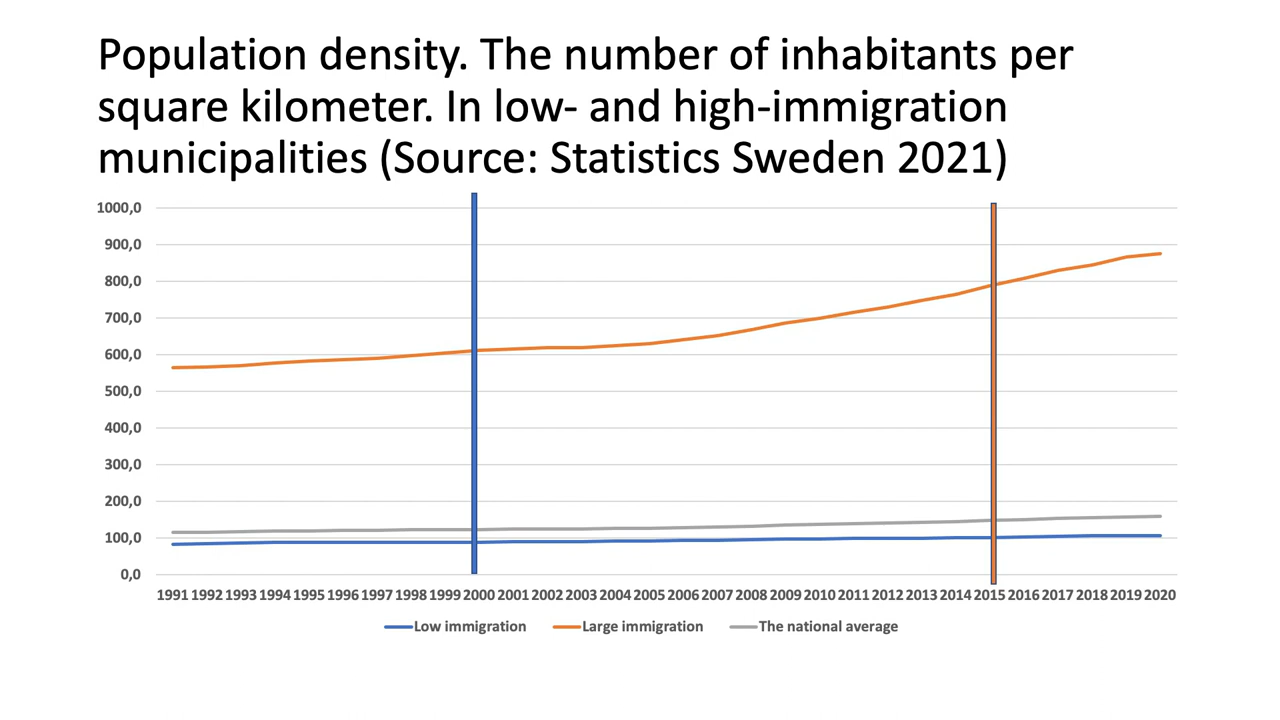 Population density. The number of inhabitants per
square kilometer. In low- and high-immigration
municipalities (Source: Statistics Sweden 2021)
1000,0
900,0
800,0
700,0
600,0
500,0
400,0
300,0
200,0
100,0
0,0
1991 1992 1993 1994 1995 1996 1997 1998 1999 2000 2001 2002 2003 2004 2005 2006 2007 2008 2009 2010 2011 2012 2013 2014 2015 2016 2017 2018 2019 2020
Low immigration Large immigration The national average